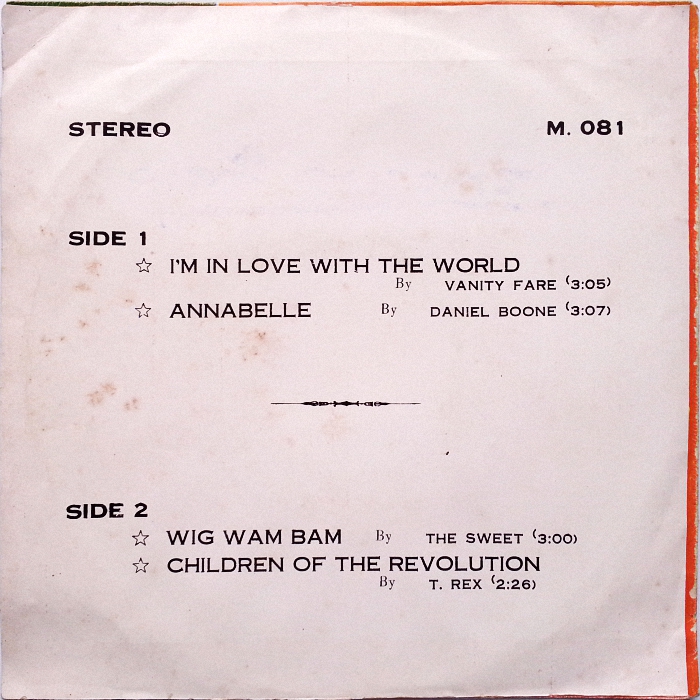 STEREO M. 081
SIDE 1
☆ I'M IN LOVE WITH THE WORLD
By VANITY FARE (3:05)
☆ ANNABELLE By DANIEL BOONE (3:07)
SIDE 2
☆ WIG WAM BAM By THE SWEET (3:00)
☆ CHILDREN OF THE REVOLUTION
By T. REX (2:26)